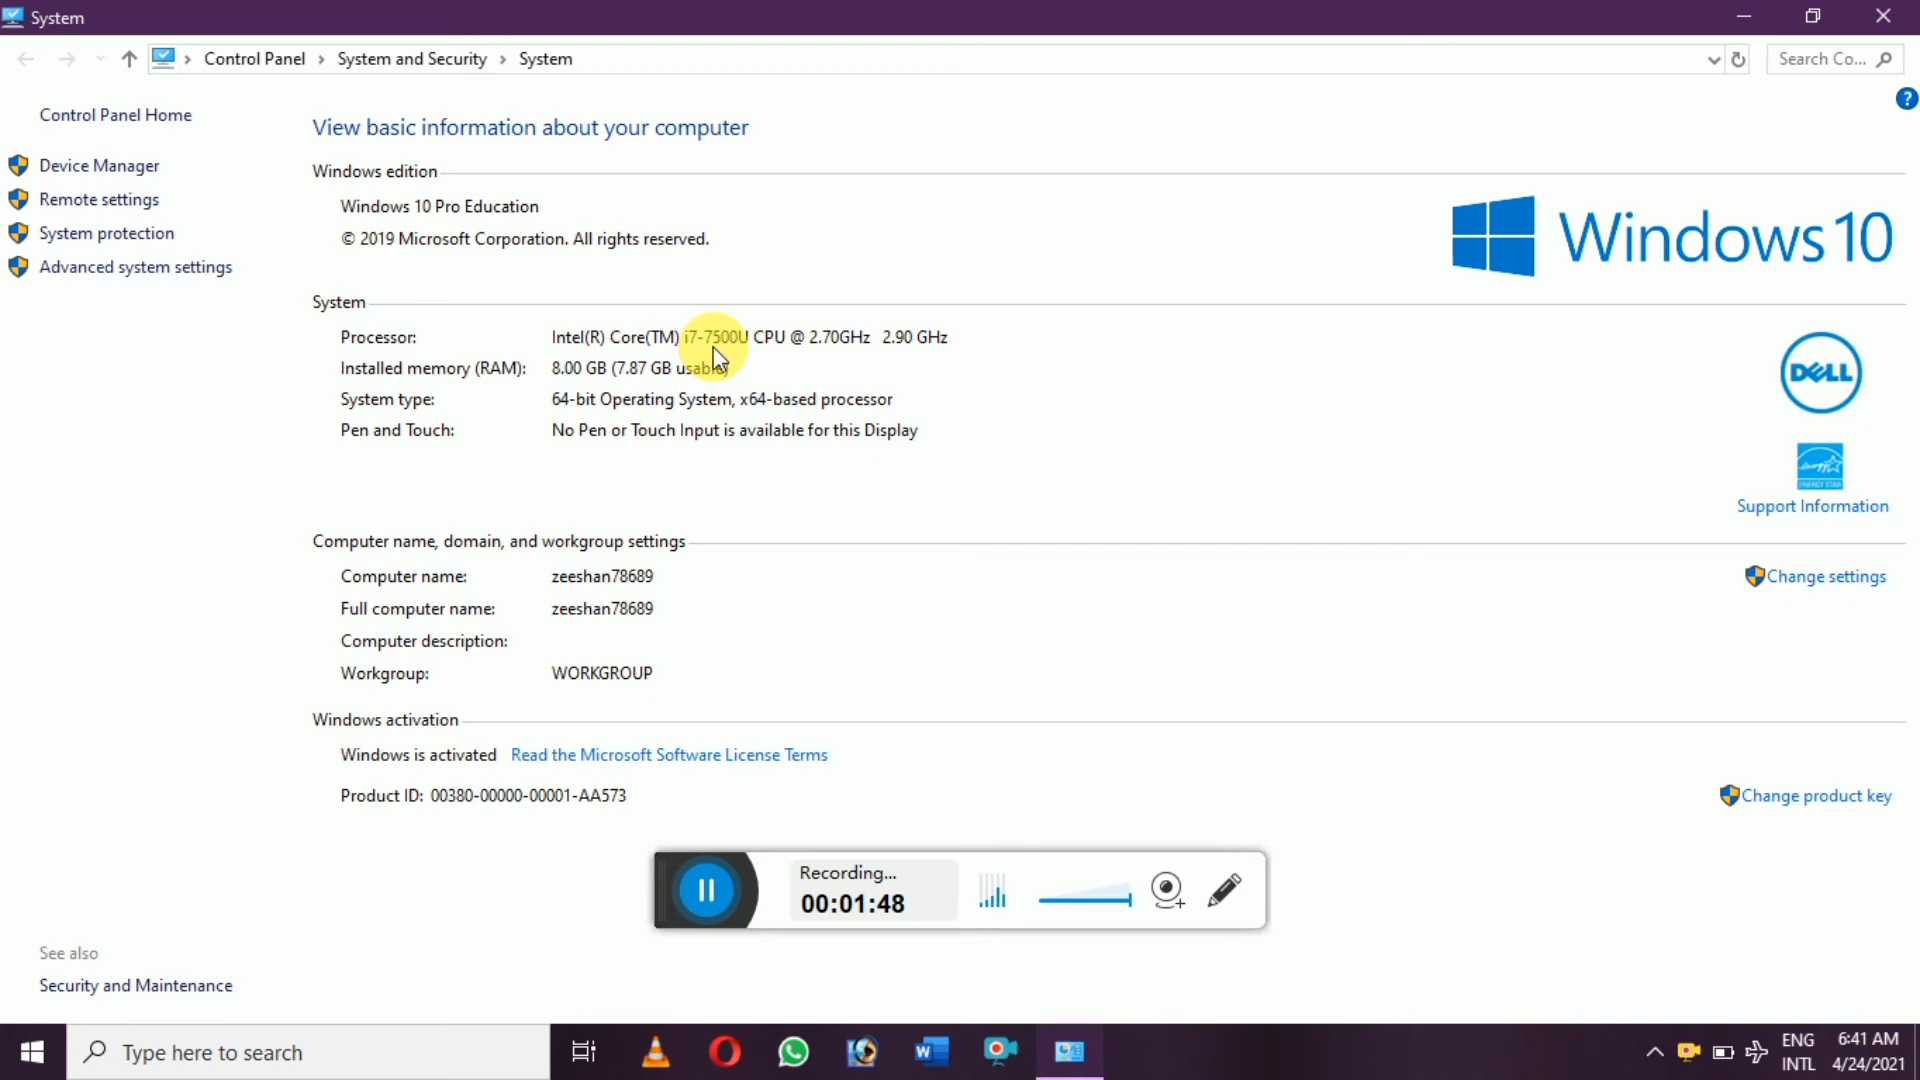 System
Control Panel > System and Security > System
Search Co...
?
Control Panel Home
Device Manager
Remote settings
System protection
Advanced system settings
View basic information about your computer
Windows edition
Windows 10 Pro Education
© 2019 Microsoft Corporation. All rights reserved.
Windows 10
System
Processor: Intel(R) Core(TM) i7-7500U CPU @ 2.70GHz 2.90 GHz
Installed memory (RAM): 8.00 GB (7.87 GB usable)
System type: 64-bit Operating System, x64-based processor
Pen and Touch: No Pen or Touch Input is available for this Display
DELL
energy
ENERGY STAR
Support Information
Computer name, domain, and workgroup settings
Computer name: zeeshan78689
Change settings
Full computer name: zeeshan78689
Computer description:
Workgroup: WORKGROUP
Windows activation
Windows is activated Read the Microsoft Software License Terms
Product ID: 00380-00000-00001-AA573
Change product key
Recording...
00:01:48
See also
Security and Maintenance
Type here to search
ENG
INTL
6:41 AM
4/24/2021